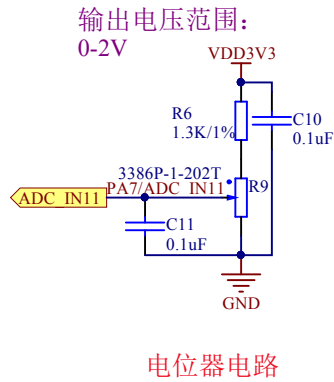 输出电压范围：
0-2V
VDD3V3
R6
1.3K/1%
C10
0.1uF
3386P-1-202T
PA7/ADC_IN11
R9
ADC_IN11
C11
0.1uF
GND
电位器电路